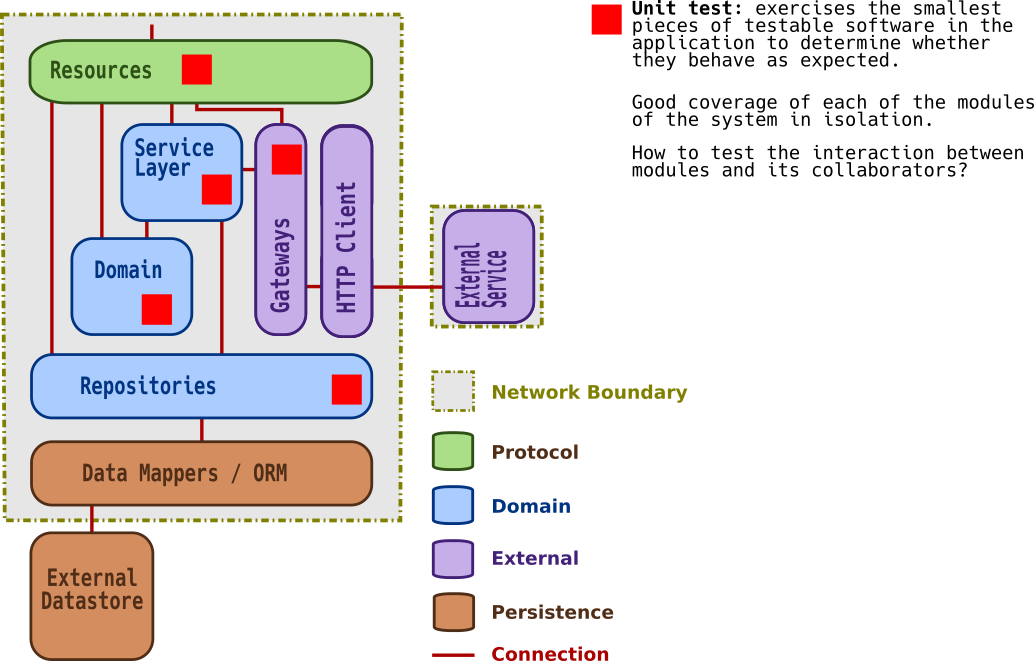 Unit test: exercises the smallest
pieces of testable software in the
application to determine whether
they behave as expected.
Good coverage of each of the modules
of the system in isolation.
How to test the interaction between
modules and its collaborators?
Resources
Service
Layer
Gateways
HTTP Client
External
Service
Domain
Repositories
Data Mappers / ORM
External
Datastore
Network Boundary
Protocol
Domain
External
Persistence
Connection